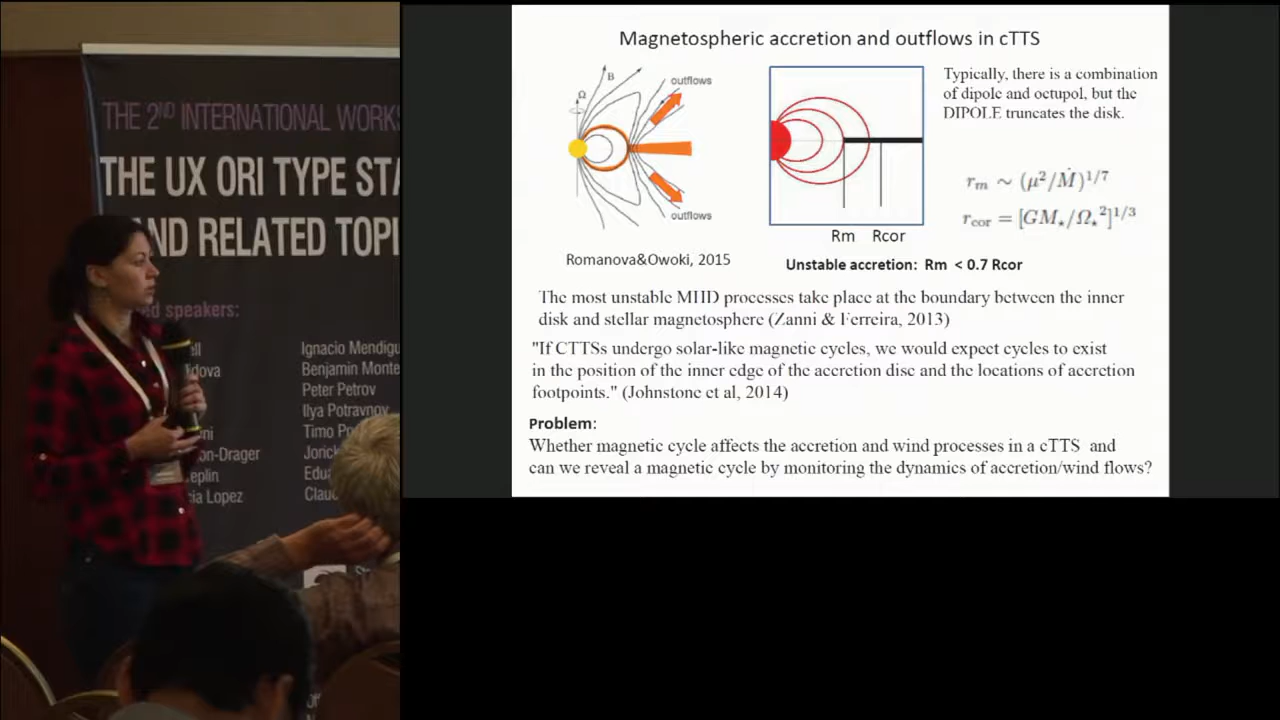 THE 2ND INTERNATIONAL WORKS
THE UX ORI TYPE STA
AND RELATED TOPI
ed speakers:
Ignacio Mendigu
Benjamin Monte
Peter Petrov
Ilya Potravnov
Timo
on-Drager
eplin
cia Lopez
Magnetospheric accretion and outflows in cTTS
B
Ω
outflows
outflows
Romanova&Owoki, 2015
Rm Rcor
Unstable accretion: Rm < 0.7 Rcor
Typically, there is a combination
of dipole and octupol, but the
DIPOLE truncates the disk.
r_m ~ (μ²/Ṁ)^1/7
r_cor = [GM⋆/Ω⋆²]^1/3
The most unstable MHD processes take place at the boundary between the inner
disk and stellar magnetosphere (Zanni & Ferreira, 2013)
"If CTTSs undergo solar-like magnetic cycles, we would expect cycles to exist
in the position of the inner edge of the accretion disc and the locations of accretion
footpoints." (Johnstone et al, 2014)
Problem:
Whether magnetic cycle affects the accretion and wind processes in a cTTS and
can we reveal a magnetic cycle by monitoring the dynamics of accretion/wind flows?